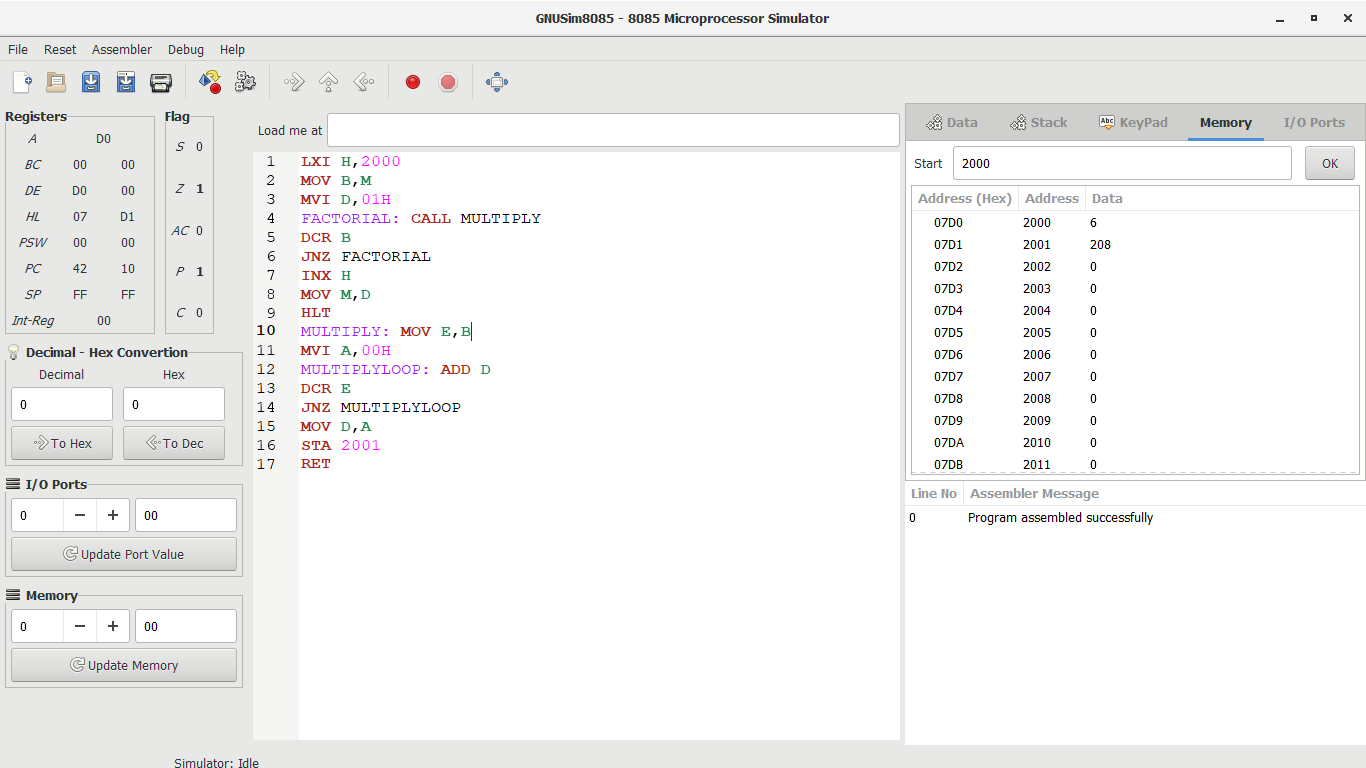 GNUSim8085 - 8085 Microprocessor Simulator
File Reset Assembler Debug Help
Registers
A D0
BC 00 00
DE D0 00
HL 07 D1
PSW 00 00
PC 42 10
SP FF FF
Int-Reg 00
Flag
S 0
Z 1
AC 0
P 1
C 0
Decimal - Hex Convertion
Decimal Hex
0 0
To Hex To Dec
I/O Ports
0 00
Update Port Value
Memory
0 00
Update Memory
Load me at
1 LXI H,2000
2 MOV B,M
3 MVI D,01H
4 FACTORIAL: CALL MULTIPLY
5 DCR B
6 JNZ FACTORIAL
7 INX H
8 MOV M,D
9 HLT
10 MULTIPLY: MOV E,B
11 MVI A,00H
12 MULTIPLYLOOP: ADD D
13 DCR E
14 JNZ MULTIPLYLOOP
15 MOV D,A
16 STA 2001
17 RET
Data Stack Abc KeyPad Memory I/O Ports
Start 2000 OK
Address (Hex) Address Data
07D0 2000 6
07D1 2001 208
07D2 2002 0
07D3 2003 0
07D4 2004 0
07D5 2005 0
07D6 2006 0
07D7 2007 0
07D8 2008 0
07D9 2009 0
07DA 2010 0
07DB 2011 0
Line No Assembler Message
0 Program assembled successfully
Simulator: Idle